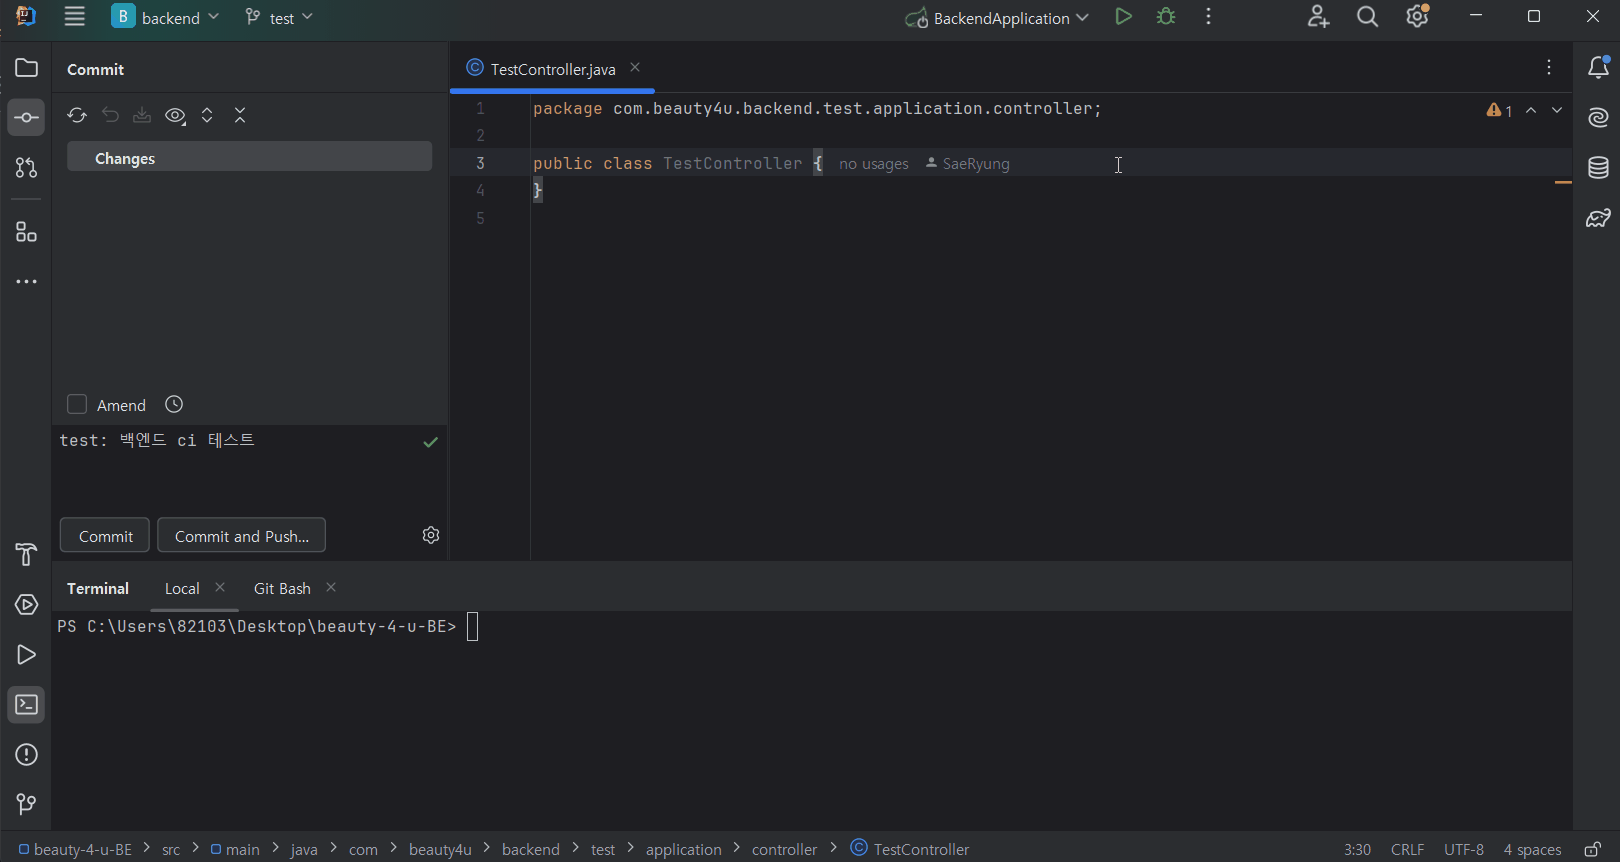 B backend test BackendApplication
Commit
TestController.java
Changes
1 package com.beauty4u.backend.test.application.controller;
1
2
3 public class TestController { no usages SaeRyung
4 }
5
Amend
test: 백엔드 ci 테스트
Commit Commit and Push...
Terminal Local Git Bash
PS C:\Users\82103\Desktop\beauty-4-u-BE>
beauty-4-u-BE > src > main > java > com > beauty4u > backend > test > application > controller > TestController 3:30 CRLF UTF-8 4 spaces